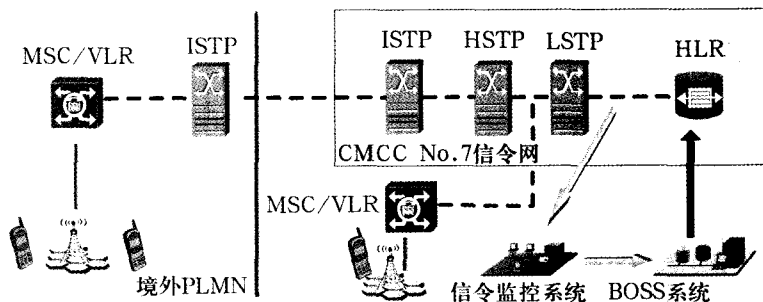 MSC/VLR
ISTP
ISTP
HSTP
LSTP
HLR
CMCC No.7信令网
MSC/VLR
境外PLMN
信令监控系统
BOSS系统